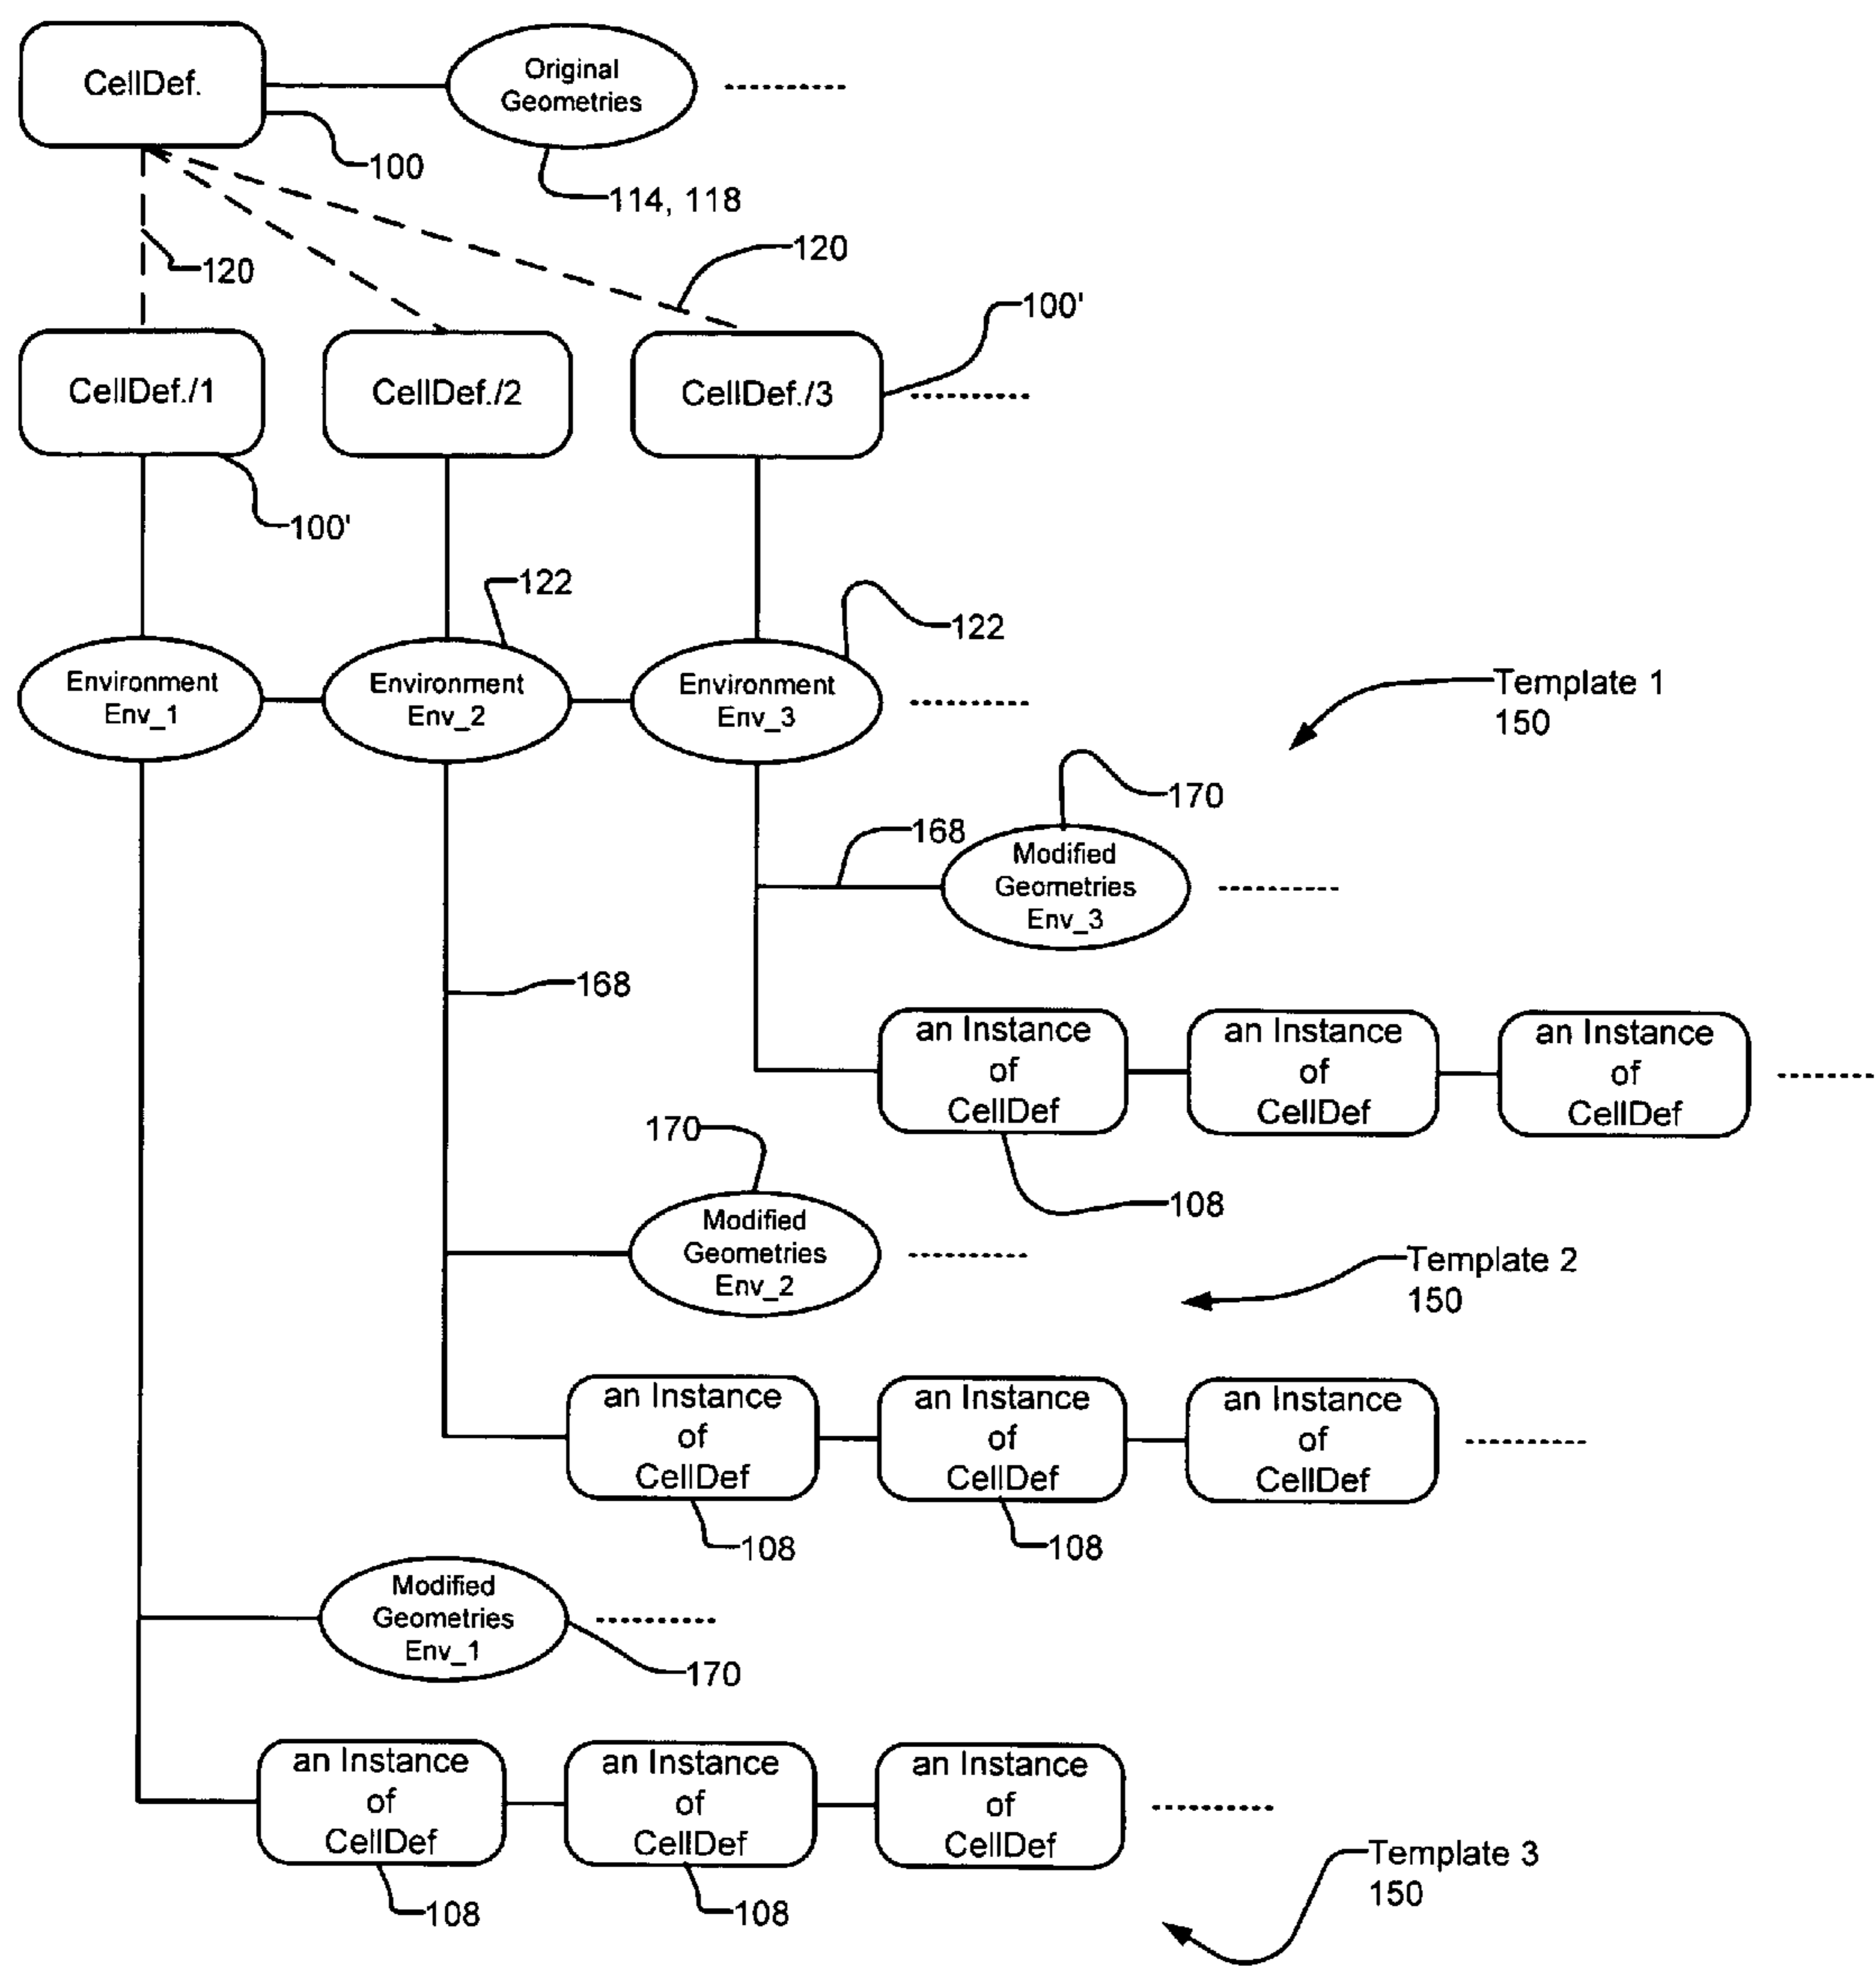 CellDef.
Original
Geometries
100
114, 118
120
120
100'
CellDef./1
CellDef./2
CellDef./3
100'
122
122
Environment
Env_1
Environment
Env_2
Environment
Env_3
Template 1
150
170
168
Modified
Geometries
Env_3
168
an Instance
of
CellDef
an Instance
of
CellDef
an Instance
of
CellDef
170
108
Modified
Geometries
Env_2
Template 2
150
an Instance
of
CellDef
an Instance
of
CellDef
an Instance
of
CellDef
108
108
Modified
Geometries
Env_1
170
an Instance
of
CellDef
an Instance
of
CellDef
an Instance
of
CellDef
Template 3
150
108
108